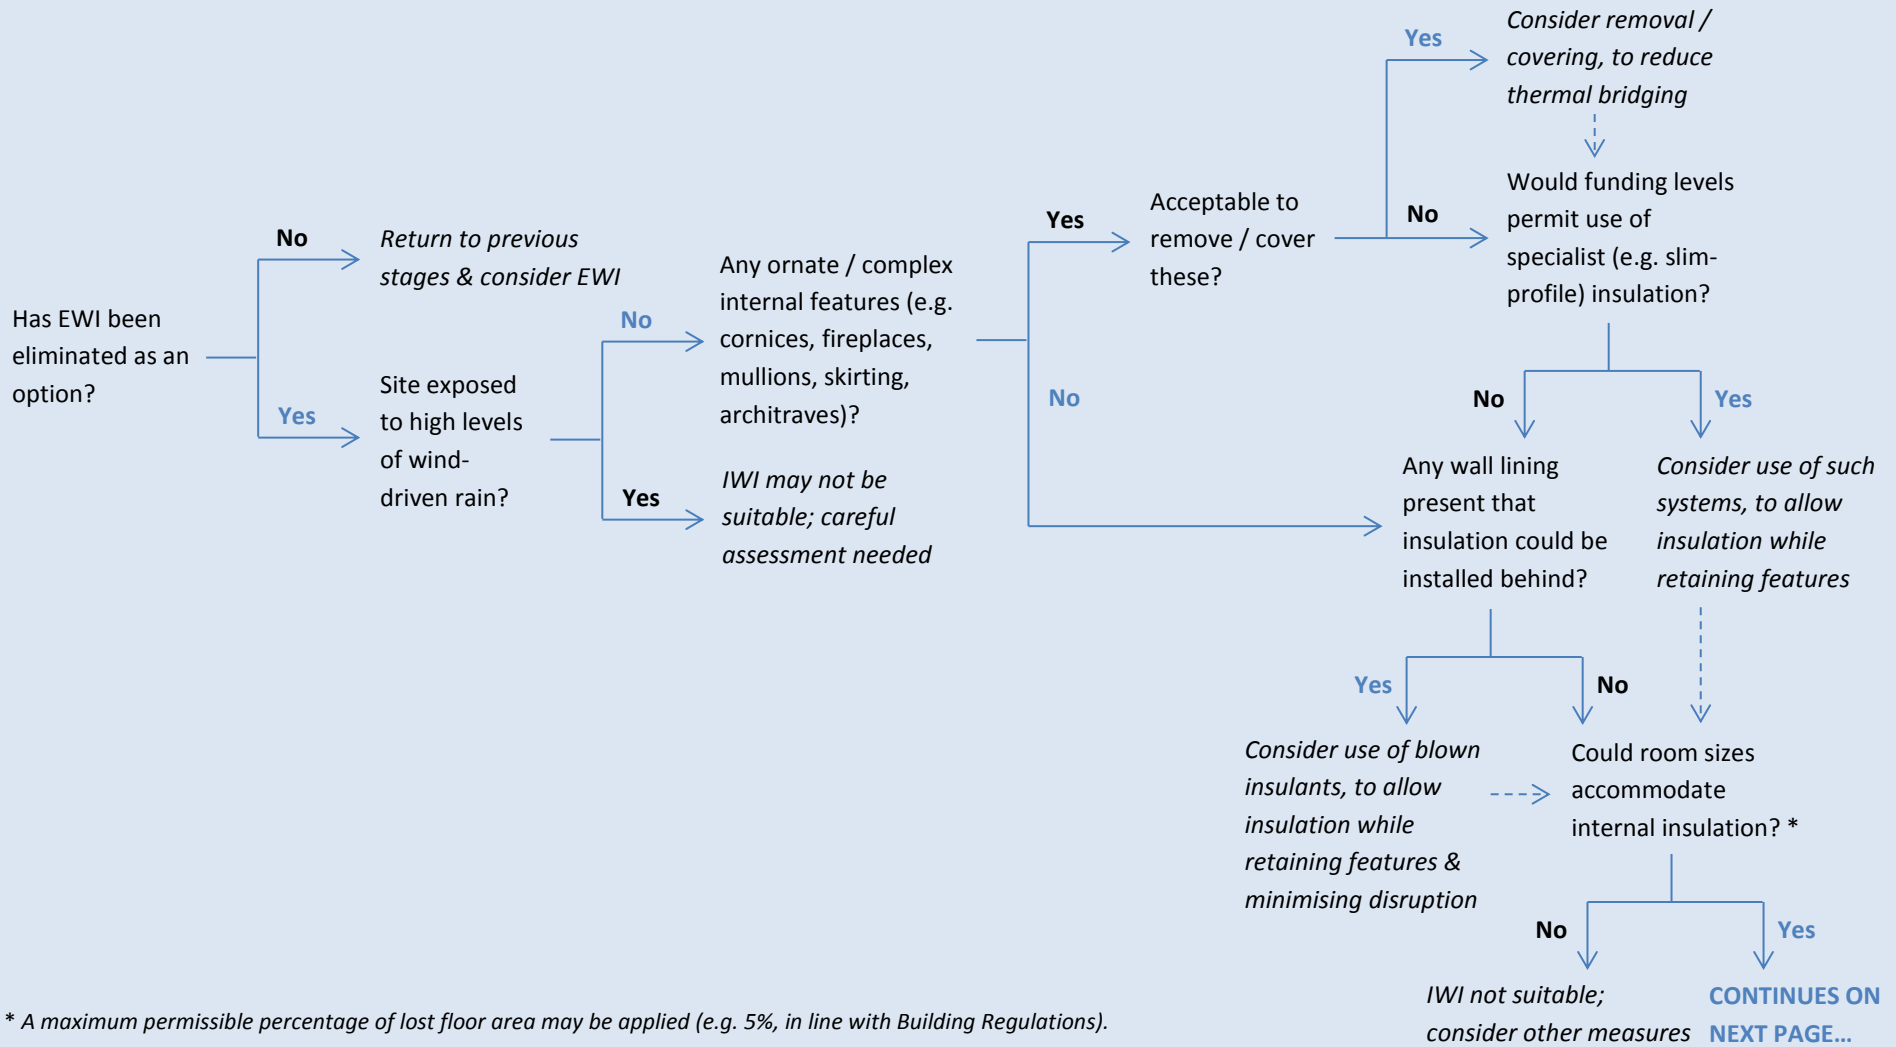 Has EWI been
eliminated as an
option?
No
Return to previous
stages & consider EWI
Yes
Site exposed
to high levels
of wind-
driven rain?
No
Any ornate / complex
internal features (e.g.
cornices, fireplaces,
mullions, skirting,
architraves)?
Yes
IWI may not be
suitable; careful
assessment needed
Yes
Acceptable to
remove / cover
these?
No
Yes
Consider removal /
covering, to reduce
thermal bridging
No
Would funding levels
permit use of
specialist (e.g. slim-
profile) insulation?
No
Any wall lining
present that
insulation could be
installed behind?
Yes
Consider use of such
systems, to allow
insulation while
retaining features
Yes
Consider use of blown
insulants, to allow
insulation while
retaining features &
minimising disruption
No
Could room sizes
accommodate
internal insulation? *
No
IWI not suitable;
consider other measures
Yes
CONTINUES ON
NEXT PAGE...
* A maximum permissible percentage of lost floor area may be applied (e.g. 5%, in line with Building Regulations).